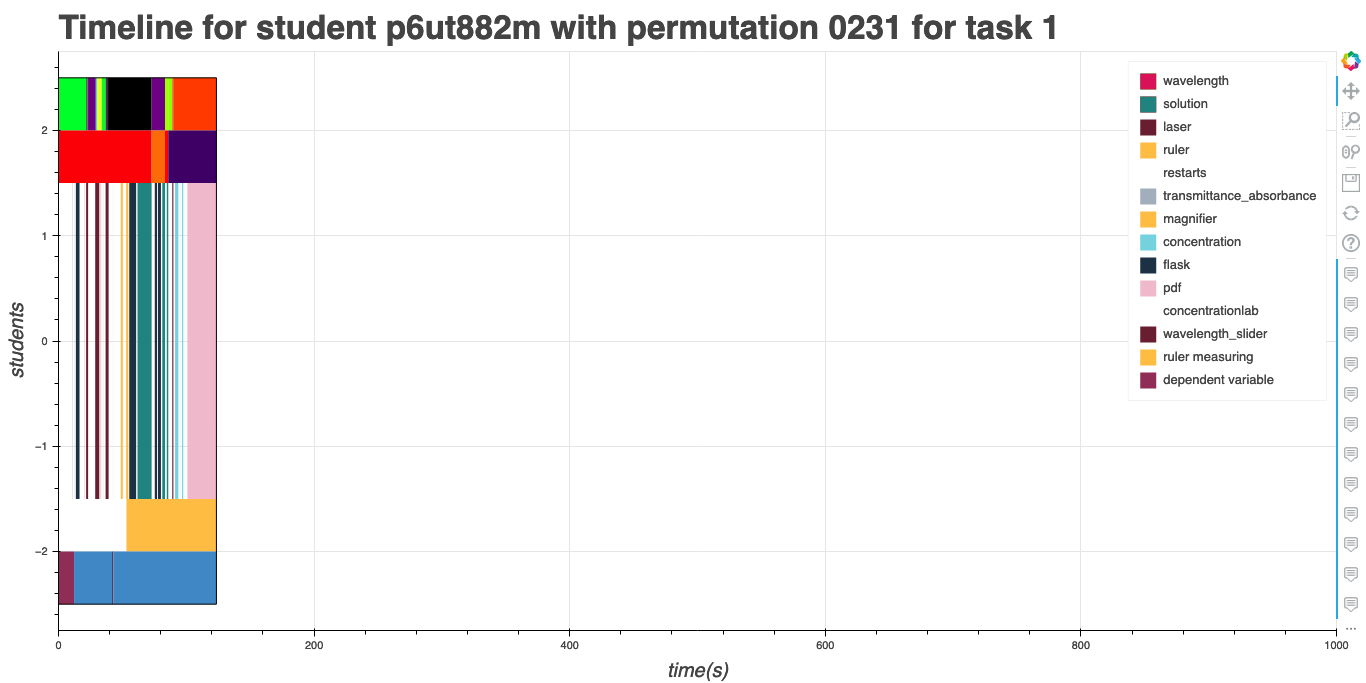 Timeline for student p6ut882m with permutation 0231 for task 1
wavelength
solution
laser
ruler
restarts
transmittance_absorbance
magnifier
concentration
flask
pdf
concentrationlab
wavelength_slider
ruler measuring
dependent variable
students
2
1
0
−1
−2
0
200
400
600
800
1000
time(s)